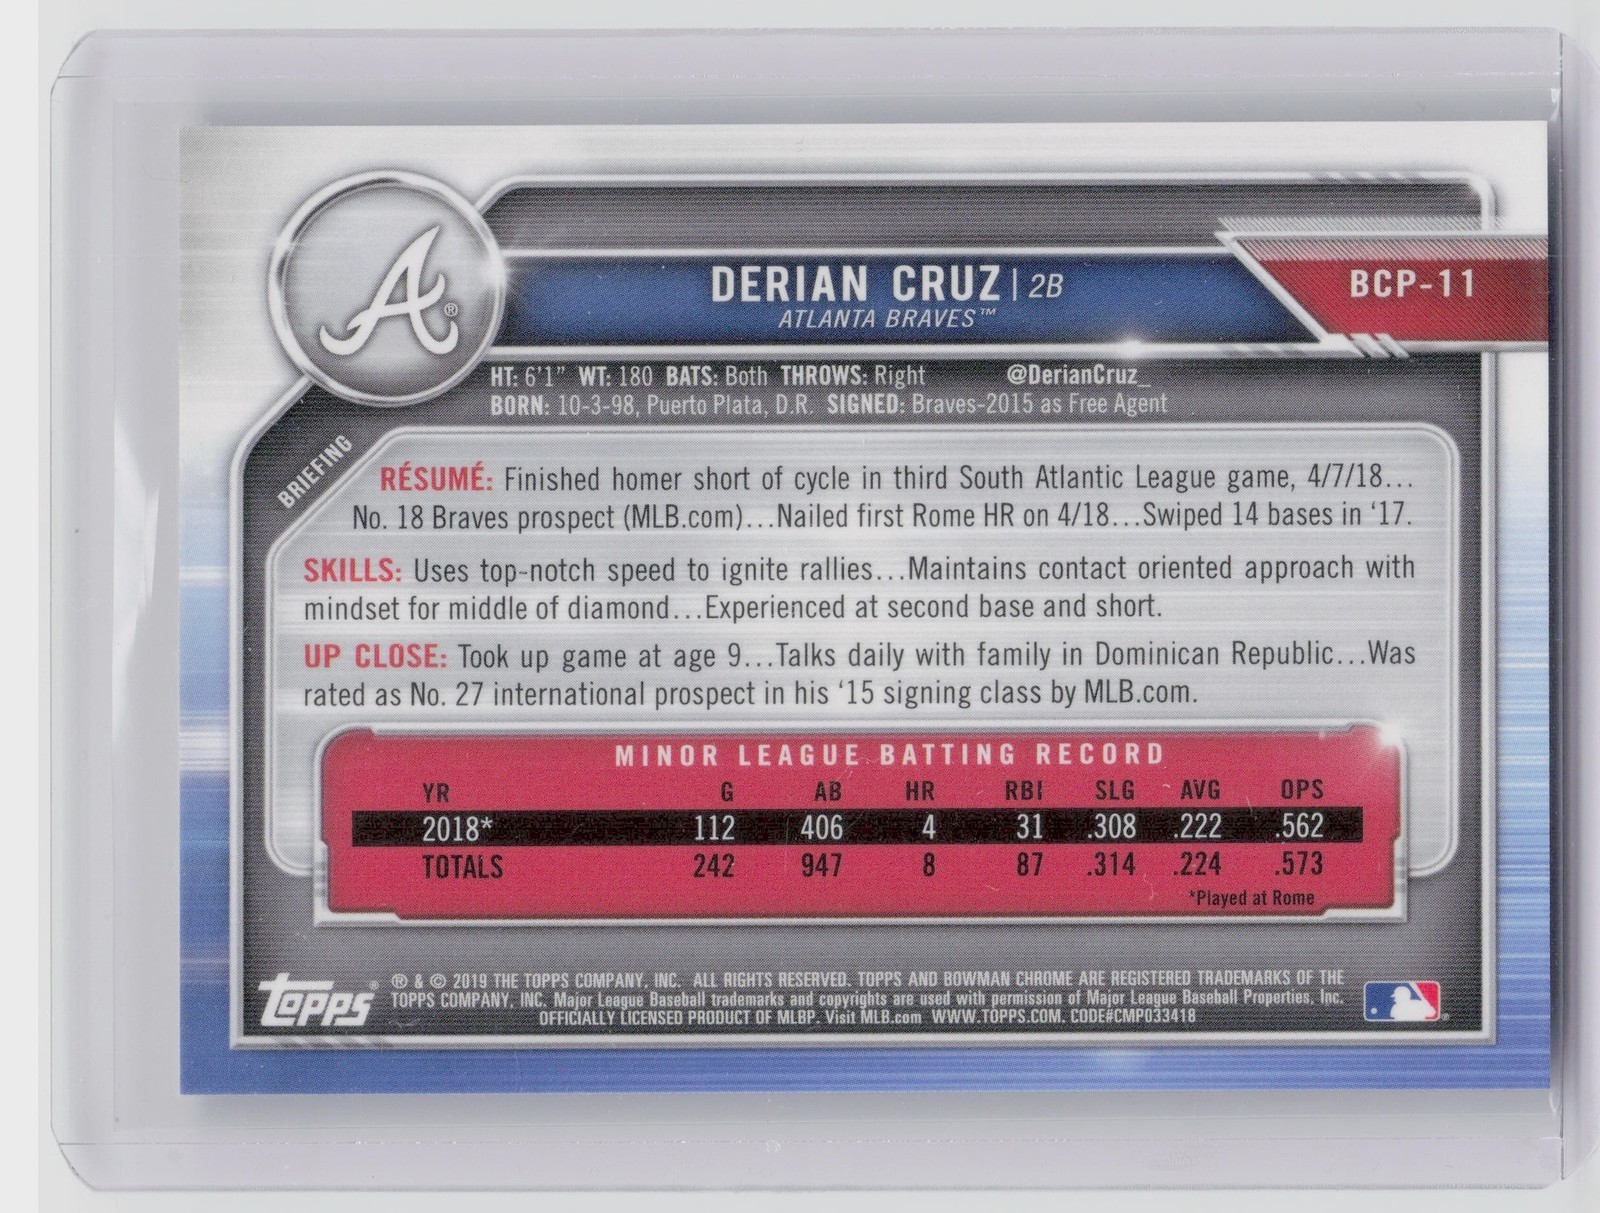 A®
DERIAN CRUZ | 2B
ATLANTA BRAVES™
BCP-11
HT: 6'1" WT: 180 BATS: Both THROWS: Right @DerianCruz_
BORN: 10-3-98, Puerto Plata, D.R. SIGNED: Braves-2015 as Free Agent
BRIEFING
RÉSUMÉ: Finished homer short of cycle in third South Atlantic League game, 4/7/18...
No. 18 Braves prospect (MLB.com)...Nailed first Rome HR on 4/18...Swiped 14 bases in ‘17.
SKILLS: Uses top-notch speed to ignite rallies...Maintains contact oriented approach with
mindset for middle of diamond...Experienced at second base and short.
UP CLOSE: Took up game at age 9...Talks daily with family in Dominican Republic...Was
rated as No. 27 international prospect in his ‘15 signing class by MLB.com.
MINOR LEAGUE BATTING RECORD
YR G AB HR RBI SLG AVG OPS
2018* 112 406 4 31 .308 .222 .562
TOTALS 242 947 8 87 .314 .224 .573
*Played at Rome
topps®
® & © 2019 THE TOPPS COMPANY, INC. ALL RIGHTS RESERVED. TOPPS AND BOWMAN CHROME ARE REGISTERED TRADEMARKS OF THE
TOPPS COMPANY, INC. Major League Baseball trademarks and copyrights are used with permission of Major League Baseball Properties, Inc.
OFFICIALLY LICENSED PRODUCT OF MLBP. Visit MLB.com WWW.TOPPS.COM. CODE#CMP033418